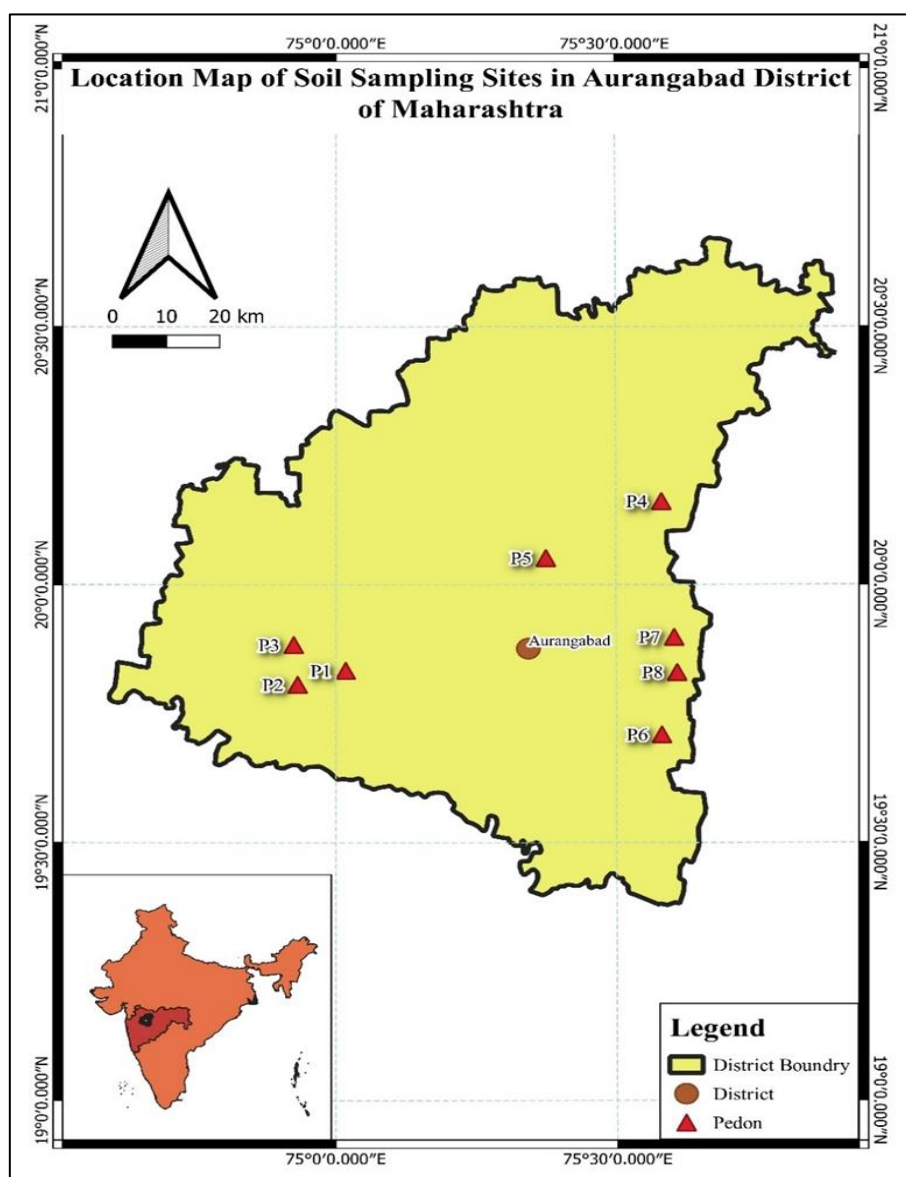 75°0'0.000"E 75°30'0.000"E
21°0'0.000"N 21°0'0.000"N
Location Map of Soil Sampling Sites in Aurangabad District
of Maharashtra
0 10 20 km
20°30'0.000"N 20°30'0.000"N
P4
P5
20°0'0.000"N 20°0'0.000"N
P3 Aurangabad P7
P1 P8
P2
P6
19°30'0.000"N 19°30'0.000"N
Legend
District Boundry
District
Pedon
19°0'0.000"N 19°0'0.000"N
75°0'0.000"E 75°30'0.000"E